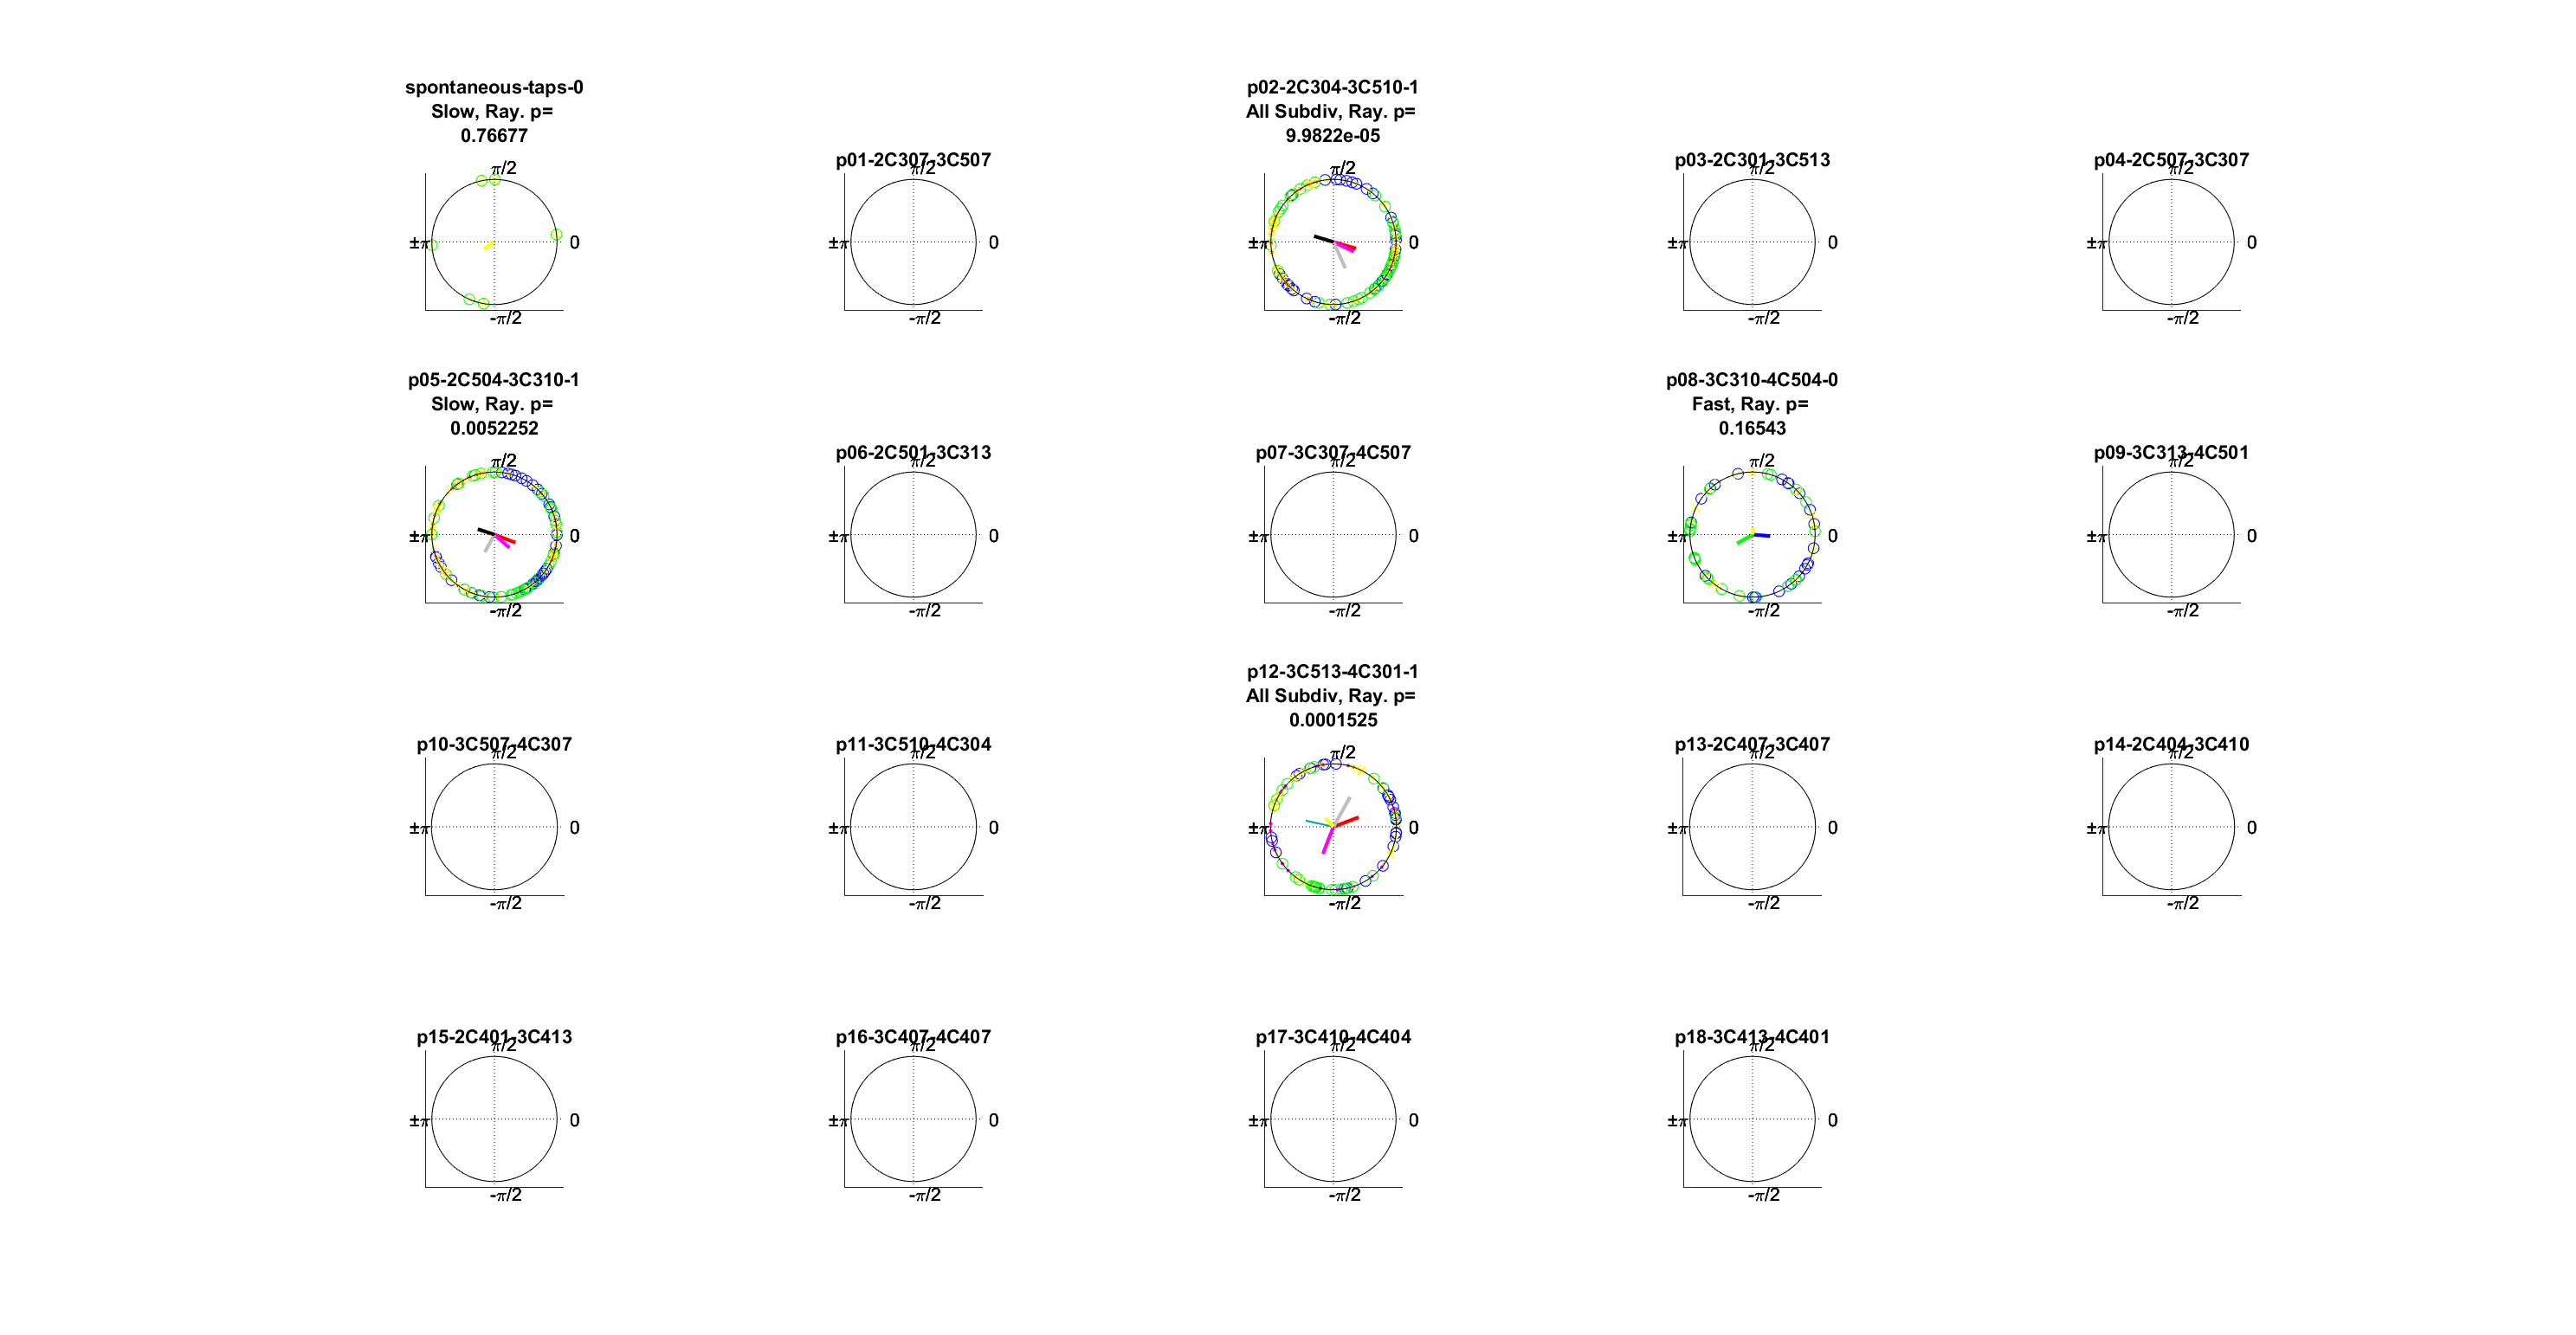 spontaneous-taps-0
Slow, Ray. p=
0.76677
π/2
±π
0
-π/2
p01-2C307-3C507
π/2
±π
0
-π/2
p02-2C304-3C510-1
All Subdiv, Ray. p=
9.9822e-05
π/2
±π
0
-π/2
p03-2C301-3C513
π/2
±π
0
-π/2
p04-2C507-3C307
π/2
±π
0
-π/2
p05-2C504-3C310-1
Slow, Ray. p=
0.0052252
π/2
±π
0
-π/2
p06-2C501-3C313
π/2
±π
0
-π/2
p07-3C307-4C507
π/2
±π
0
-π/2
p08-3C310-4C504-0
Fast, Ray. p=
0.16543
π/2
±π
0
-π/2
p09-3C313-4C501
π/2
±π
0
-π/2
p10-3C507-4C307
π/2
±π
0
-π/2
p11-3C510-4C304
π/2
±π
0
-π/2
p12-3C513-4C301-1
All Subdiv, Ray. p=
0.0001525
π/2
±π
0
-π/2
p13-2C407-3C407
π/2
±π
0
-π/2
p14-2C404-3C410
π/2
±π
0
-π/2
p15-2C401-3C413
π/2
±π
0
-π/2
p16-3C407-4C407
π/2
±π
0
-π/2
p17-3C410-4C404
π/2
±π
0
-π/2
p18-3C413-4C401
π/2
±π
0
-π/2